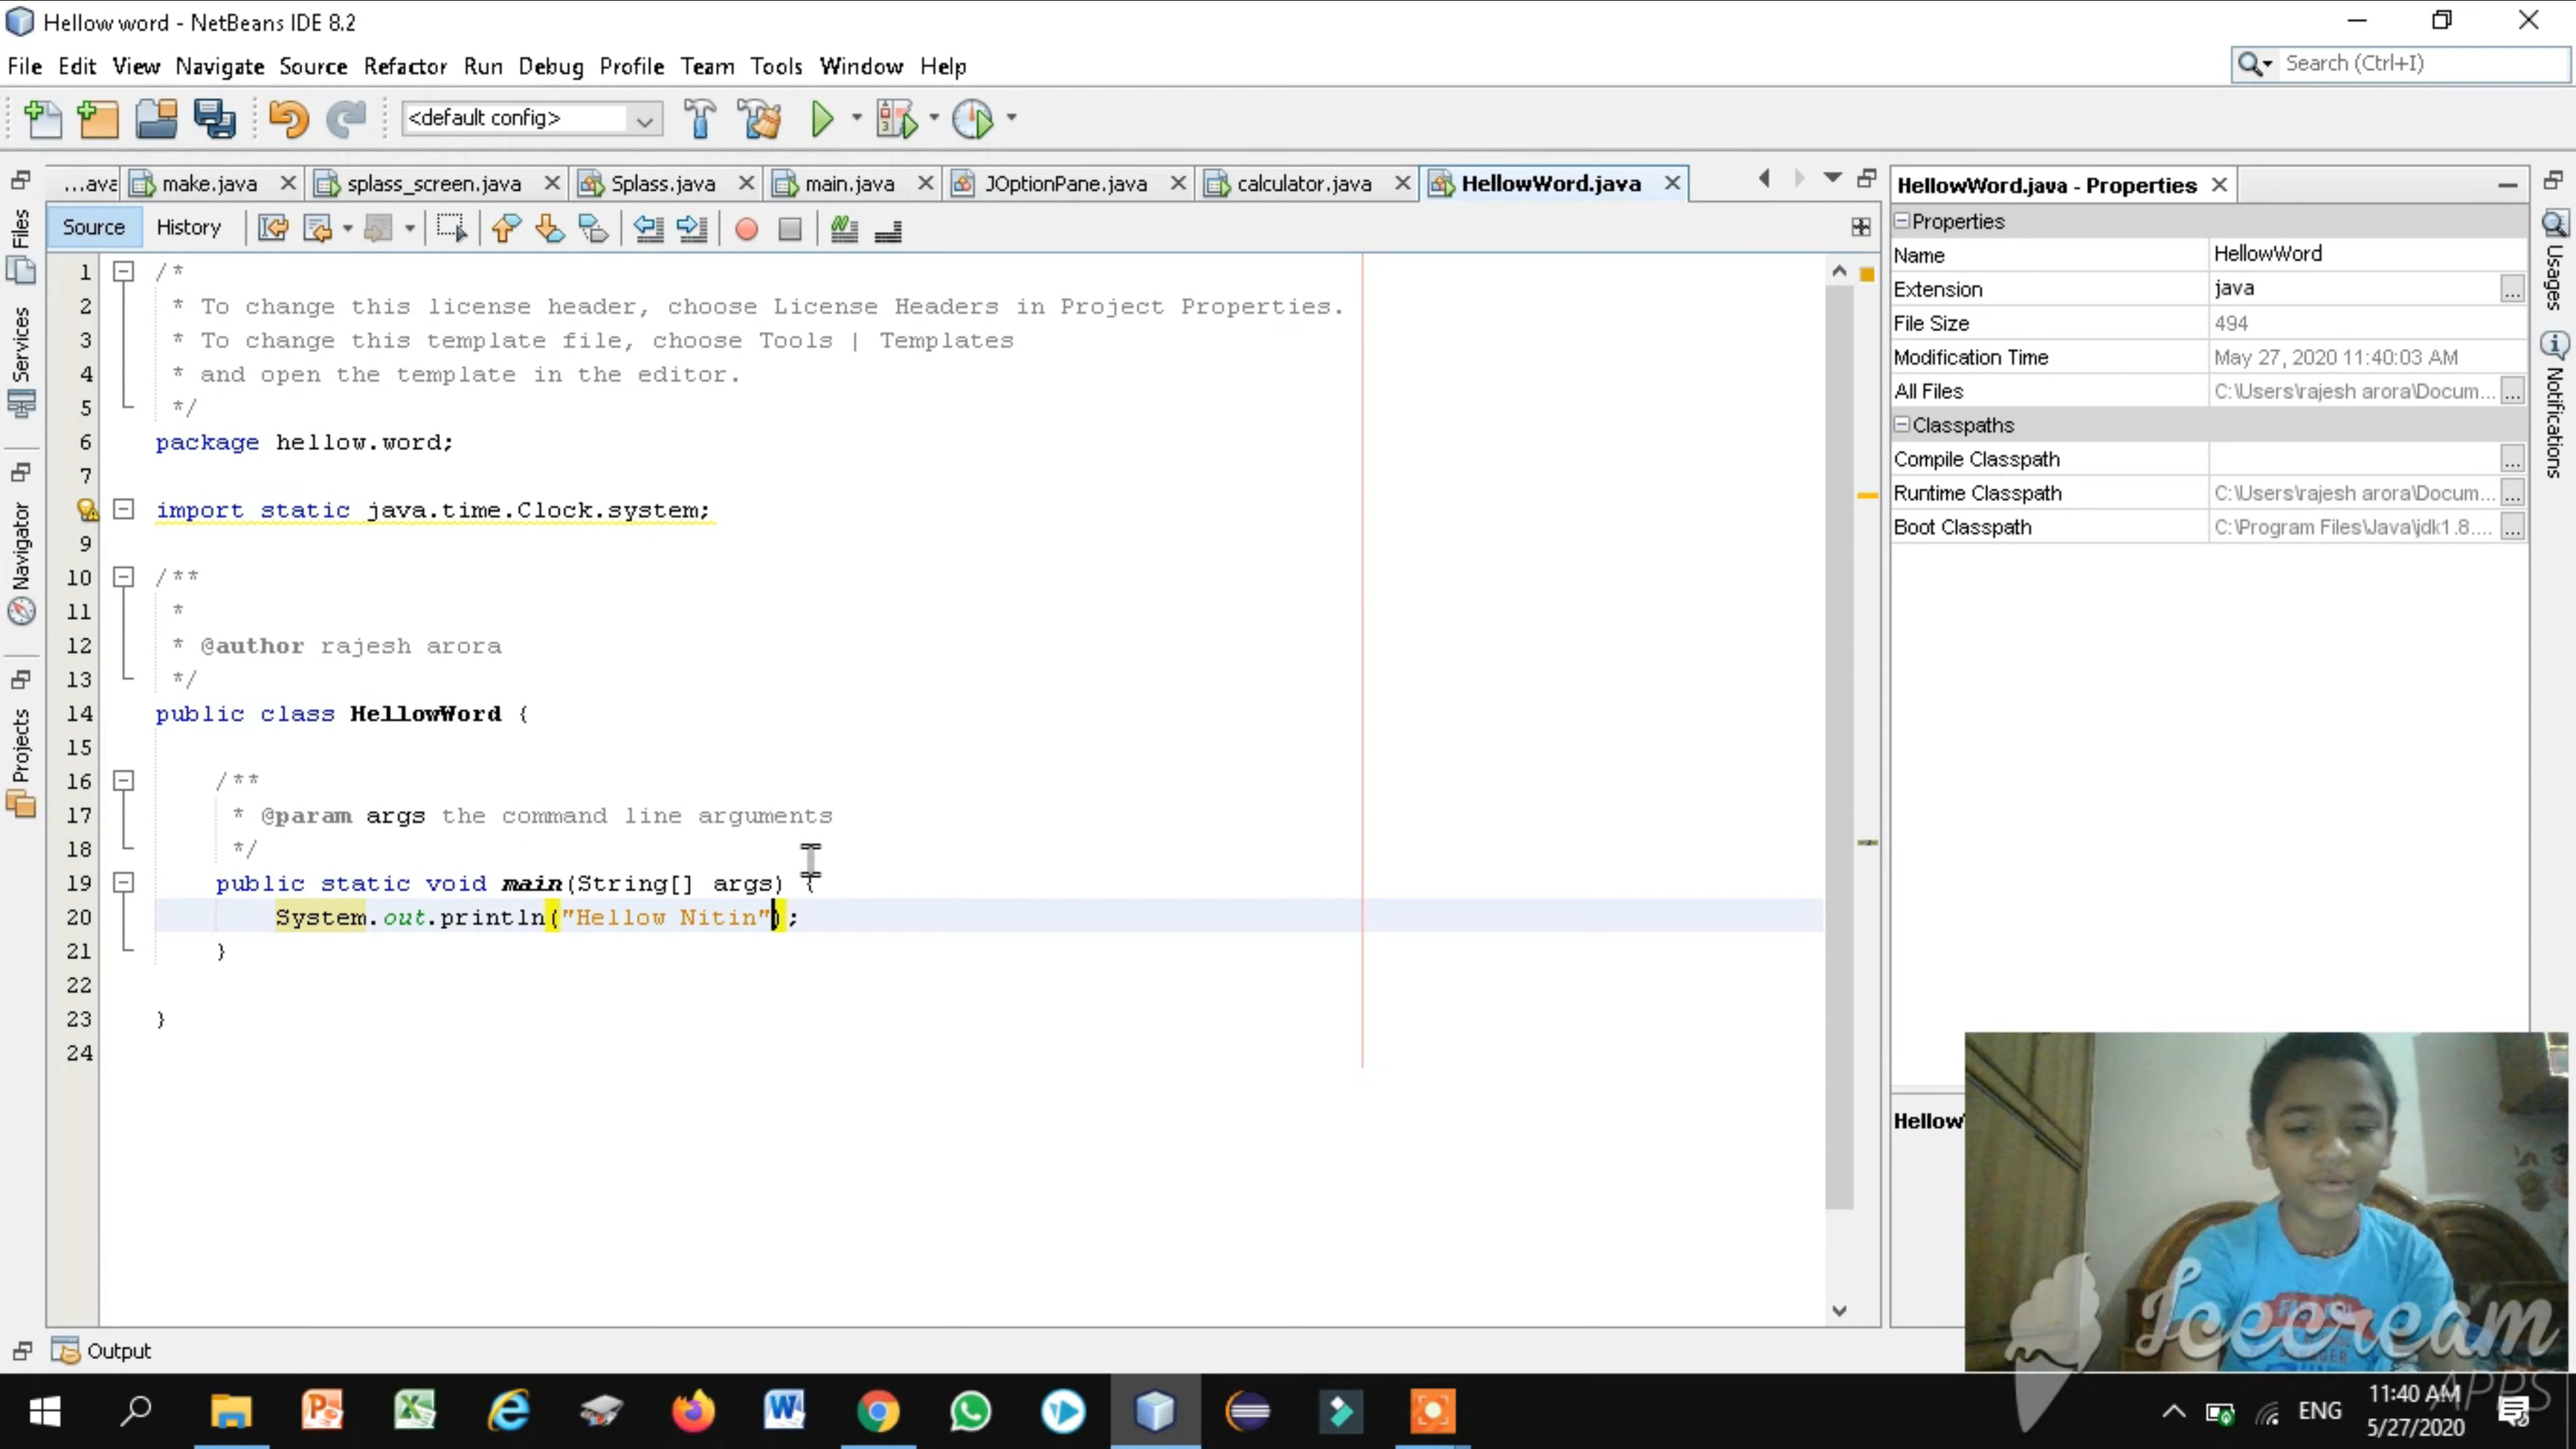 Hellow word - NetBeans IDE 8.2
File Edit View Navigate Source Refactor Run Debug Profile Team Tools Window Help
Search (Ctrl+I)
<default config>
...ava make.java splass_screen.java Splass.java main.java JOptionPane.java calculator.java HellowWord.java
Source History
Files
Services
Navigator
Projects
1 /*
2 * To change this license header, choose License Headers in Project Properties.
3 * To change this template file, choose Tools | Templates
4 * and open the template in the editor.
5 */
6 package hellow.word;
7
import static java.time.Clock.system;
9
10 /**
11 *
12 * @author rajesh arora
13 */
14 public class HellowWord {
15
16 /**
17 * @param args the command line arguments
18 */
19 public static void main(String[] args) {
20 System.out.println("Hellow Nitin");
21 }
22
23 }
24
HellowWord.java - Properties
Properties
Name HellowWord
Extension java ...
File Size 494
Modification Time May 27, 2020 11:40:03 AM
All Files C:\Users\rajesh arora\Docum... ...
Classpaths
Compile Classpath ...
Runtime Classpath C:\Users\rajesh arora\Docum... ...
Boot Classpath C:\Program Files\Java\jdk1.8.... ...
Usages
Notifications
Hellow
Output
Icecream
APPS
ENG
11:40 AM
5/27/2020